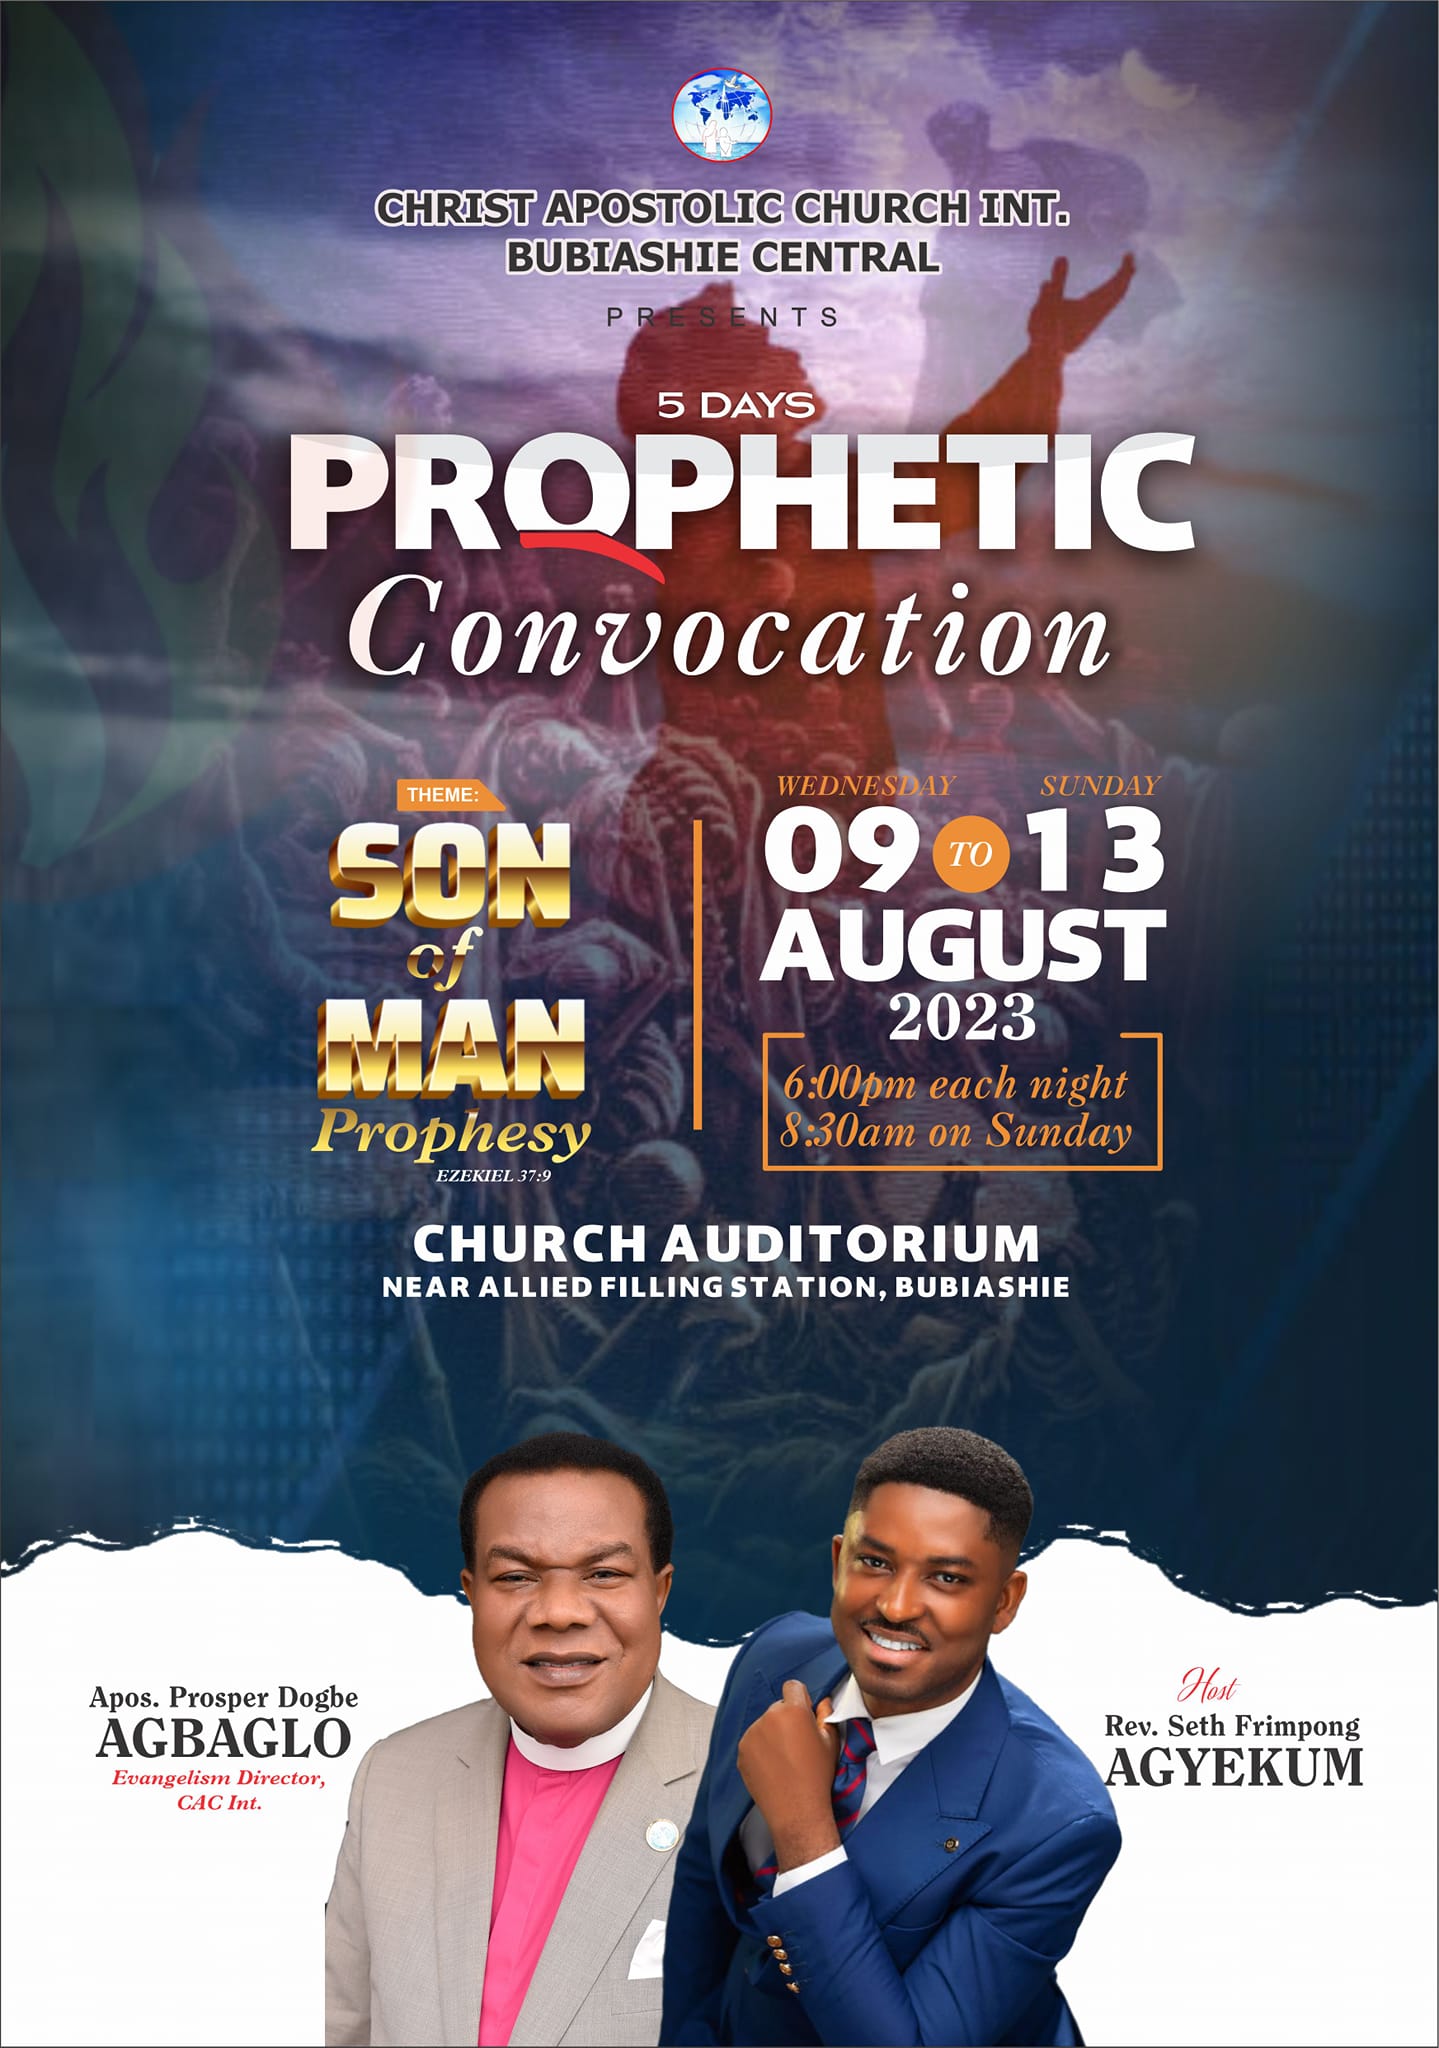 CHRIST APOSTOLIC CHURCH INT.
BUBIASHIE CENTRAL
PRESENTS
5 DAYS
PROPHETIC
Convocation
THEME:
SON
of
MAN
Prophesy
EZEKIEL 37:9
WEDNESDAY SUNDAY
09 TO 13
AUGUST
2023
6:00pm each night
8:30am on Sunday
CHURCH AUDITORIUM
NEAR ALLIED FILLING STATION, BUBIASHIE
Apos. Prosper Dogbe
AGBAGLO
Evangelism Director,
CAC Int.
Host
Rev. Seth Frimpong
AGYEKUM